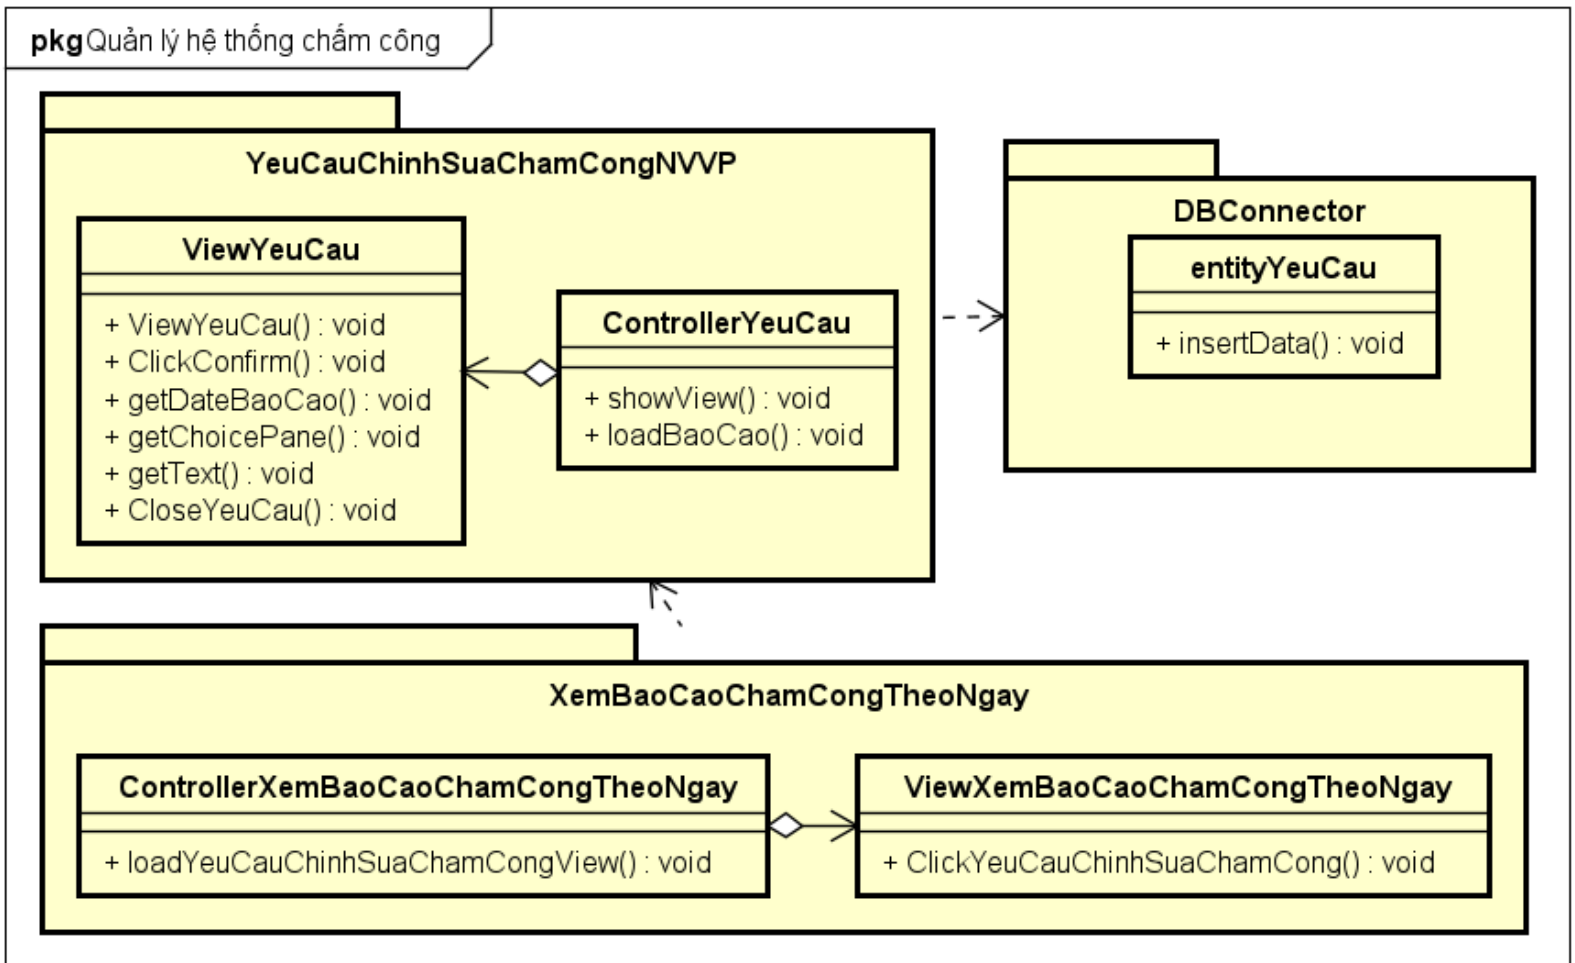 pkg Quản lý hệ thống chấm công
YeuCauChinhSuaChamCongNVVP
ViewYeuCau
+ ViewYeuCau() : void
+ ClickConfirm() : void
+ getDateBaoCao() : void
+ getChoicePane() : void
+ getText() : void
+ CloseYeuCau() : void
ControllerYeuCau
+ showView() : void
+ loadBaoCao() : void
DBConnector
entityYeuCau
+ insertData() : void
XemBaoCaoChamCongTheoNgay
ControllerXemBaoCaoChamCongTheoNgay
+ loadYeuCauChinhSuaChamCongView() : void
ViewXemBaoCaoChamCongTheoNgay
+ ClickYeuCauChinhSuaChamCong() : void